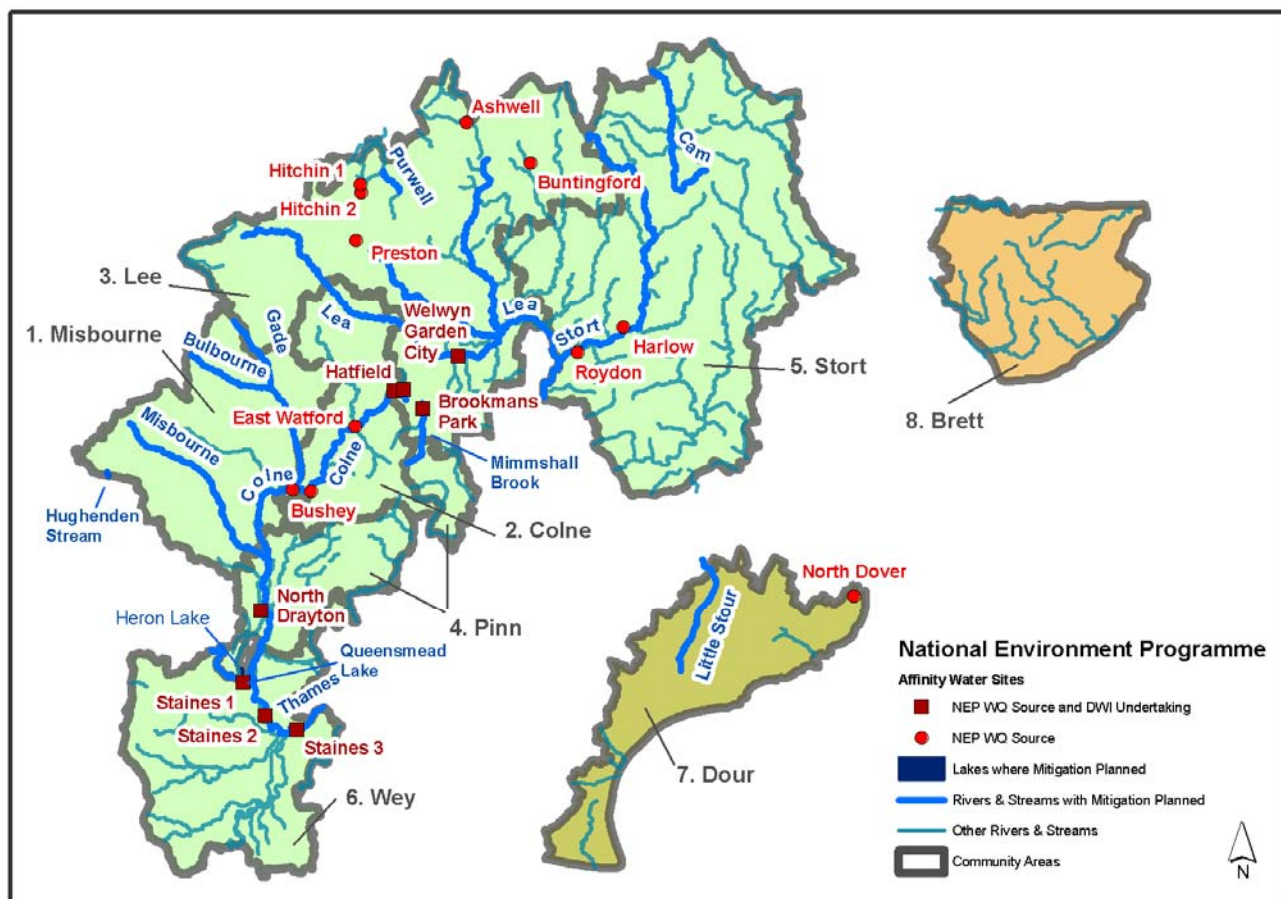 Ashwell
Cam
Purwell
Hitchin 1
Hitchin 2
Buntingford
Preston
3. Lee
Lea
Welwyn
Garden
City
Lea
Stort
Gade
1. Misbourne
Bulbourne
Harlow
Roydon
Hatfield
5. Stort
8. Brett
Misbourne
East Watford
Brookmans
Park
Colne
Colne
Mimmshall
Brook
Bushey
Hughenden
Stream
2. Colne
North
Drayton
4. Pinn
Heron Lake
Queensmead
Lake
Thames
Staines 1
Staines 2
Staines 3
6. Wey
North Dover
Little Stour
7. Dour
National Environment Programme
Affinity Water Sites
NEP WQ Source and DWI Undertaking
NEP WQ Source
Lakes where Mitigation Planned
Rivers & Streams with Mitigation Planned
Other Rivers & Streams
Community Areas
N